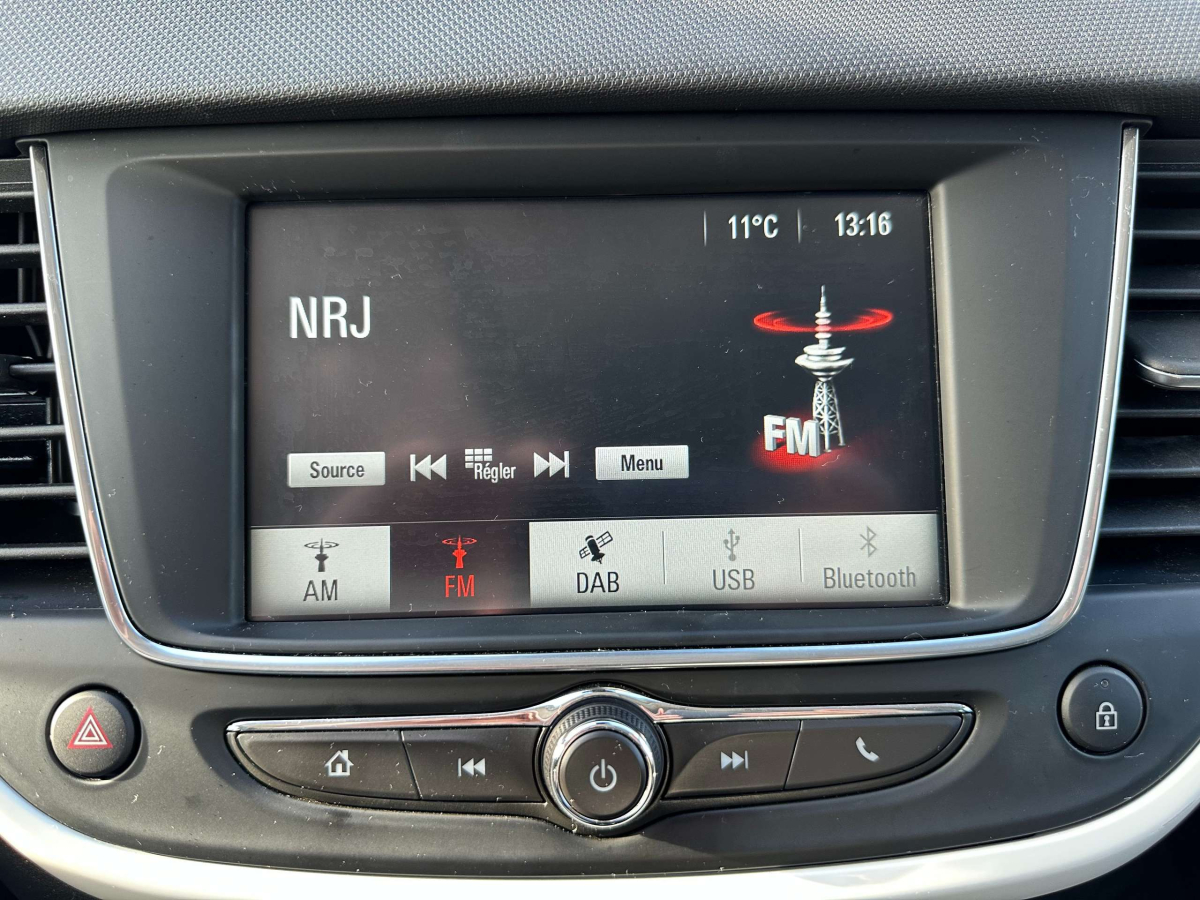 11°C 13:16
NRJ
FM
Source Régler Menu
AM FM DAB USB Bluetooth